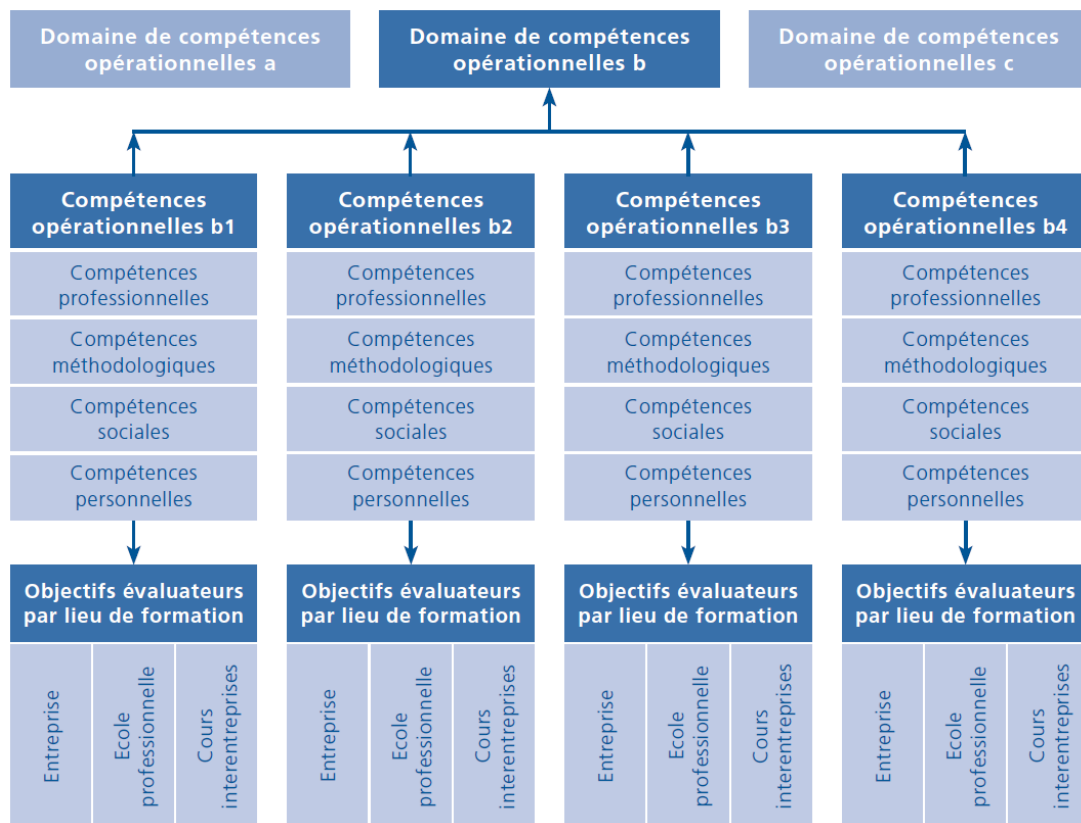 Domaine de compétences
opérationnelles a
Domaine de compétences
opérationnelles b
Domaine de compétences
opérationnelles c
Compétences
opérationnelles b1
Compétences
professionnelles
Compétences
méthodologiques
Compétences
sociales
Compétences
personnelles
Objectifs évaluateurs
par lieu de formation
Entreprise
Ecole
professionnelle
Cours
interentreprises
Compétences
opérationnelles b2
Compétences
professionnelles
Compétences
méthodologiques
Compétences
sociales
Compétences
personnelles
Objectifs évaluateurs
par lieu de formation
Entreprise
Ecole
professionnelle
Cours
interentreprises
Compétences
opérationnelles b3
Compétences
professionnelles
Compétences
méthodologiques
Compétences
sociales
Compétences
personnelles
Objectifs évaluateurs
par lieu de formation
Entreprise
Ecole
professionnelle
Cours
interentreprises
Compétences
opérationnelles b4
Compétences
professionnelles
Compétences
méthodologiques
Compétences
sociales
Compétences
personnelles
Objectifs évaluateurs
par lieu de formation
Entreprise
Ecole
professionnelle
Cours
interentreprises